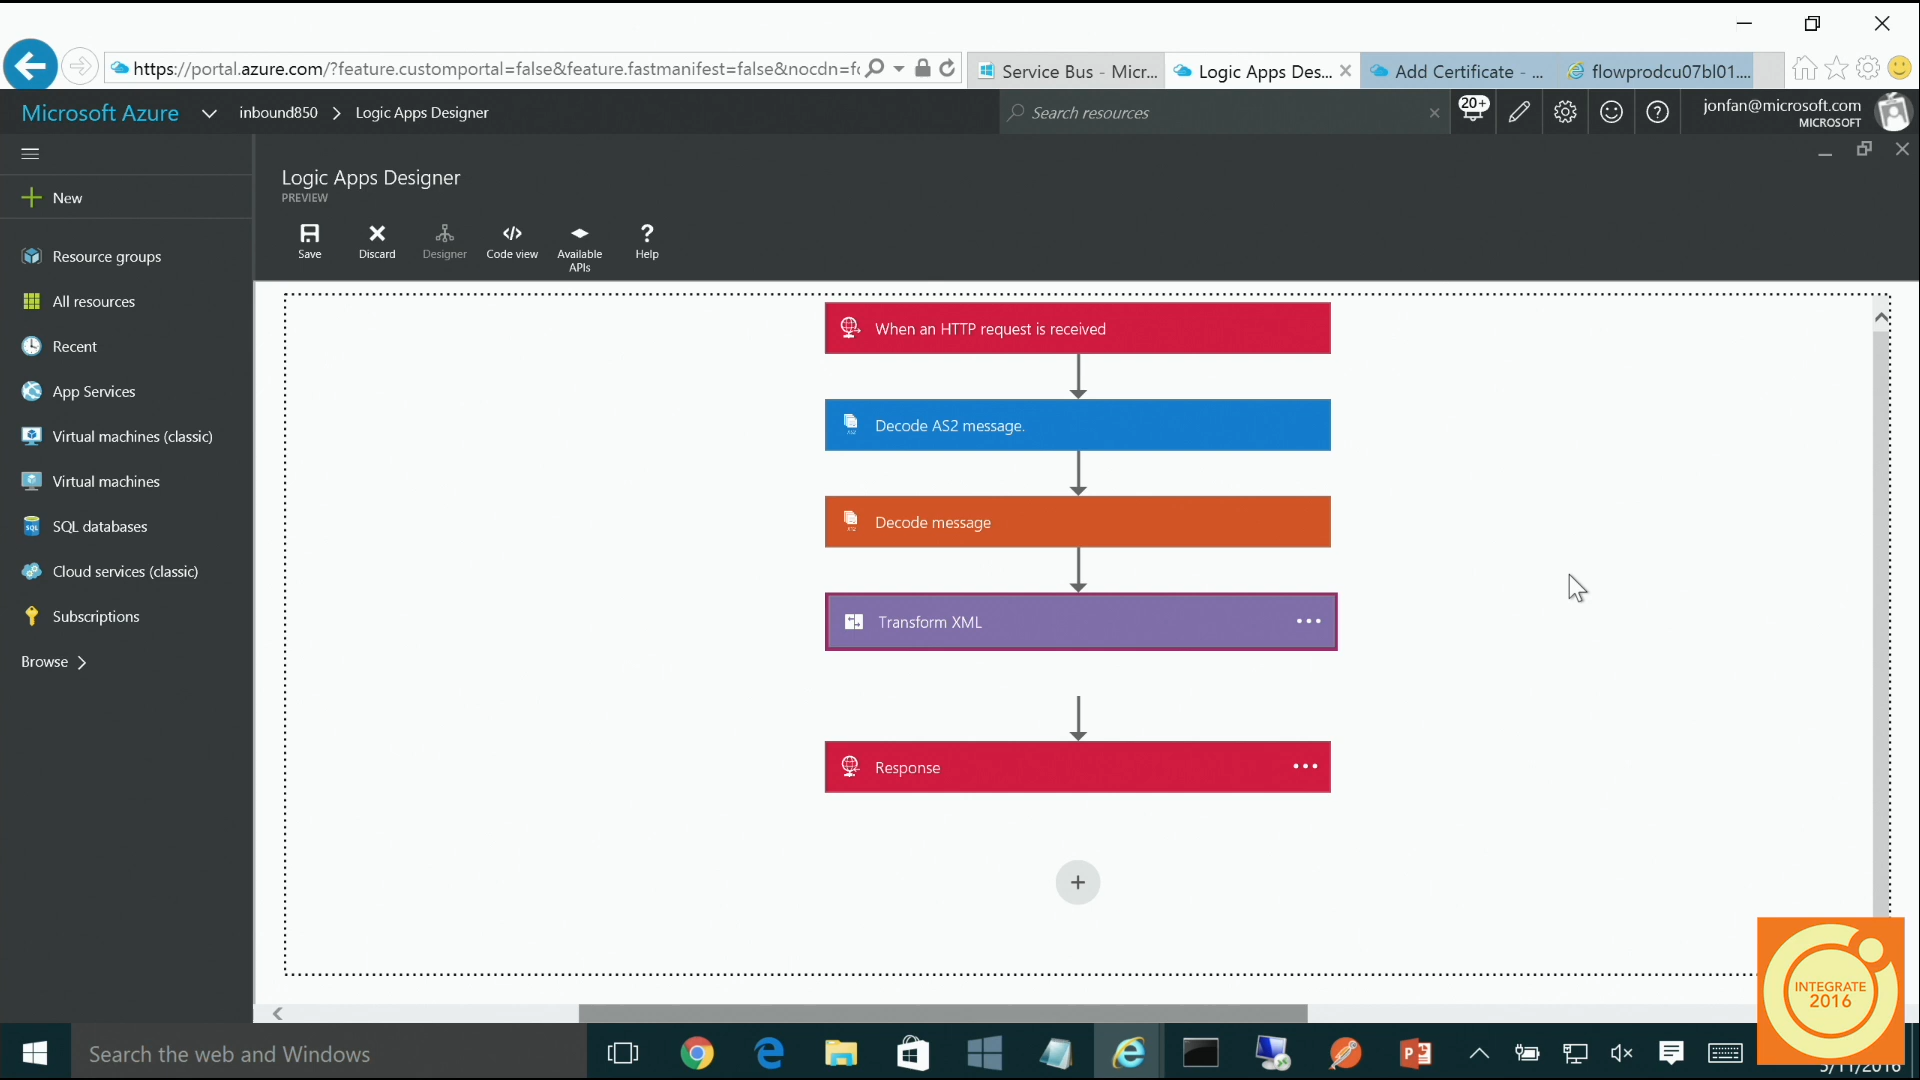 https://portal.azure.com/?feature.customportal=false&feature.fastmanifest=false&nocdn=f
Service Bus - Micr...
Logic Apps Des...
Add Certificate - ...
flowprodcu07bl01....
Microsoft Azure
inbound850
Logic Apps Designer
Search resources
20+
jonfan@microsoft.com
MICROSOFT
Logic Apps Designer
PREVIEW
New
Save
Discard
Designer
Code view
Available
APIs
Help
Resource groups
All resources
Recent
App Services
Virtual machines (classic)
Virtual machines
SQL databases
Cloud services (classic)
Subscriptions
Browse
When an HTTP request is received
Decode AS2 message.
Decode message
Transform XML
Response
INTEGRATE
2016
Search the web and Windows
5/11/2016